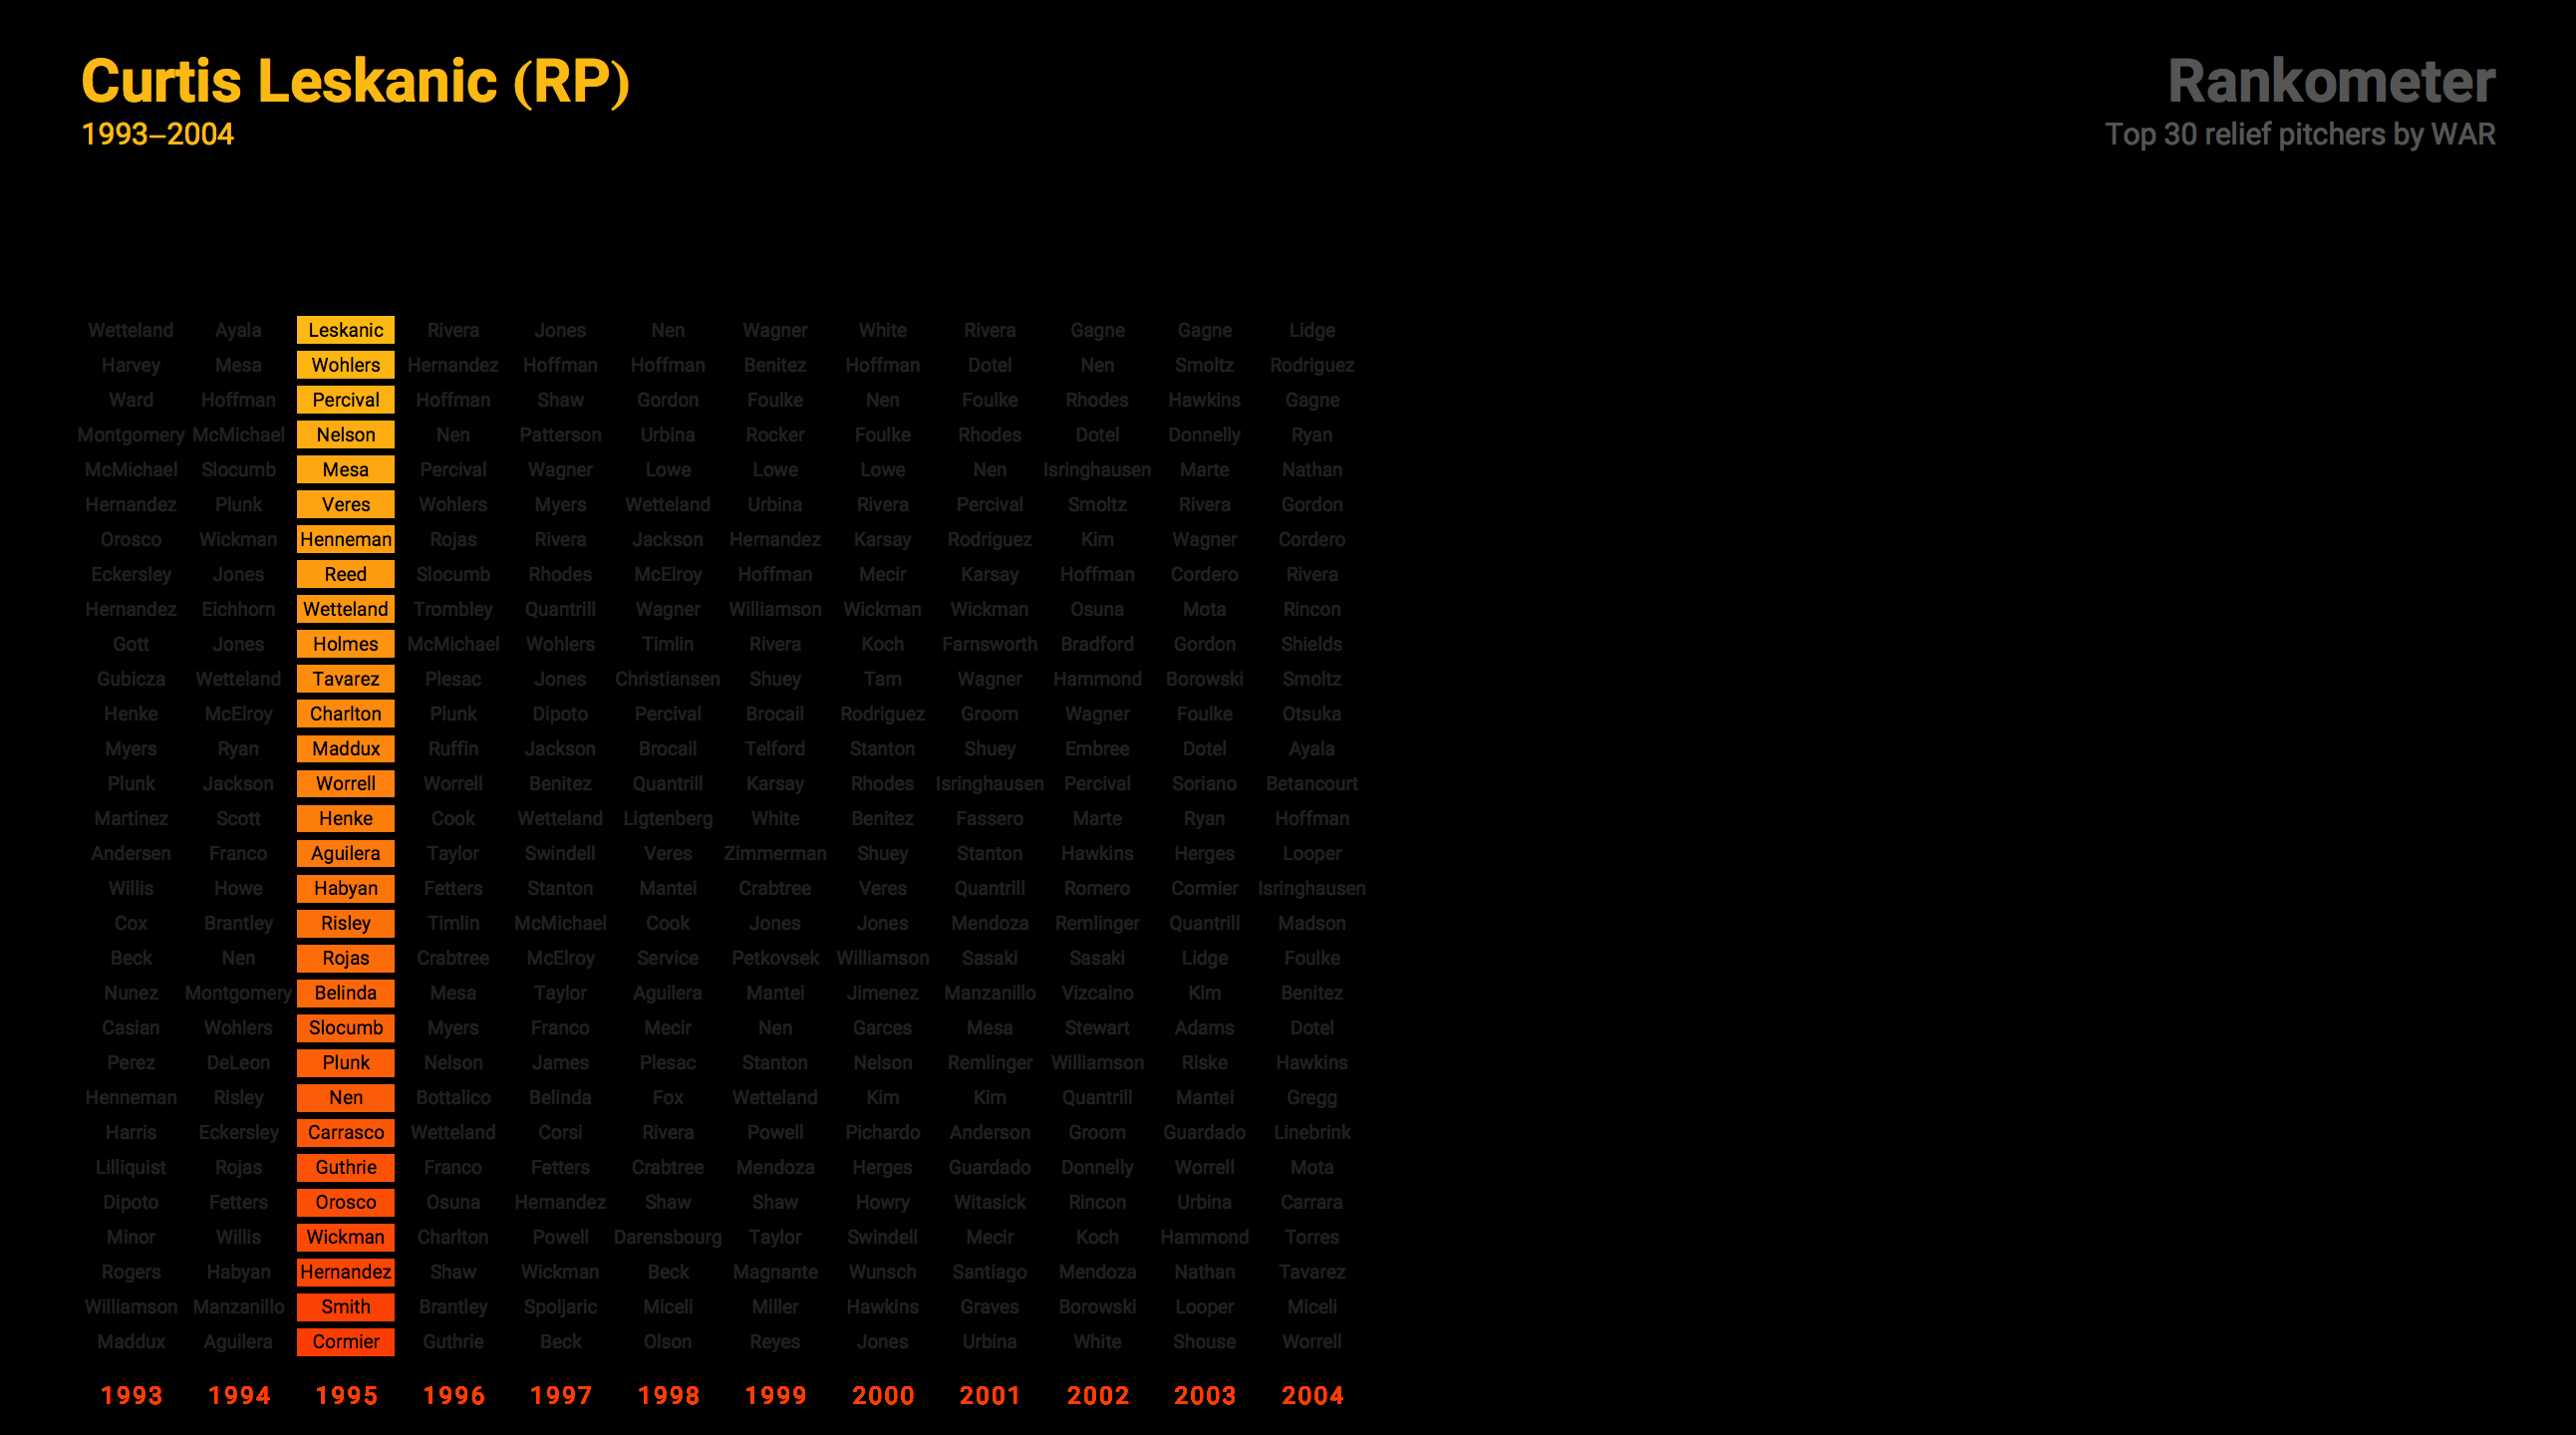 Curtis Leskanic (RP)
1993–2004
Rankometer
Top 30 relief pitchers by WAR
Wetteland Ayala Leskanic Rivera Jones Nen Wagner White Rivera Gagne Gagne Lidge
Harvey Mesa Wohlers Hernandez Hoffman Hoffman Benitez Hoffman Dotel Nen Smoltz Rodriguez
Ward Hoffman Percival Hoffman Shaw Gordon Foulke Nen Foulke Rhodes Hawkins Gagne
Montgomery McMichael Nelson Nen Patterson Urbina Rocker Foulke Rhodes Dotel Donnelly Ryan
McMichael Slocumb Mesa Percival Wagner Lowe Lowe Lowe Nen Isringhausen Marte Nathan
Hernandez Plunk Veres Wohlers Myers Wetteland Urbina Rivera Percival Smoltz Rivera Gordon
Orosco Wickman Henneman Rojas Rivera Jackson Hernandez Karsay Rodriguez Kim Wagner Cordero
Eckersley Jones Reed Slocumb Rhodes McElroy Hoffman Mecir Karsay Hoffman Cordero Rivera
Hernandez Eichhorn Wetteland Trombley Quantrill Wagner Williamson Wickman Wickman Osuna Mota Rincon
Gott Jones Holmes McMichael Wohlers Timlin Rivera Koch Farnsworth Bradford Gordon Shields
Gubicza Wetteland Tavarez Plesac Jones Christiansen Shuey Tam Wagner Hammond Borowski Smoltz
Henke McElroy Charlton Plunk Dipoto Percival Brocail Rodriguez Groom Wagner Foulke Otsuka
Myers Ryan Maddux Ruffin Jackson Brocail Telford Stanton Shuey Embree Dotel Ayala
Plunk Jackson Worrell Worrell Benitez Quantrill Karsay Rhodes Isringhausen Percival Soriano Betancourt
Martinez Scott Henke Cook Wetteland Ligtenberg White Benitez Fassero Marte Ryan Hoffman
Andersen Franco Aguilera Taylor Swindell Veres Zimmerman Shuey Stanton Hawkins Herges Looper
Willis Howe Habyan Fetters Stanton Mantei Crabtree Veres Quantrill Romero Cormier Isringhausen
Cox Brantley Risley Timlin McMichael Cook Jones Jones Mendoza Remlinger Quantrill Madson
Beck Nen Rojas Crabtree McElroy Service Petkovsek Williamson Sasaki Sasaki Lidge Foulke
Nunez Montgomery Belinda Mesa Taylor Aguilera Mantei Jimenez Manzanillo Vizcaino Kim Benitez
Casian Wohlers Slocumb Myers Franco Mecir Nen Garces Mesa Stewart Adams Dotel
Perez DeLeon Plunk Nelson James Plesac Stanton Nelson Remlinger Williamson Riske Hawkins
Henneman Risley Nen Bottalico Belinda Fox Wetteland Kim Kim Quantrill Mantei Gregg
Harris Eckersley Carrasco Wetteland Corsi Rivera Powell Pichardo Anderson Groom Guardado Linebrink
Lilliquist Rojas Guthrie Franco Fetters Crabtree Mendoza Herges Guardado Donnelly Worrell Mota
Dipoto Fetters Orosco Osuna Hernandez Shaw Shaw Howry Witasick Rincon Urbina Carrara
Minor Willis Wickman Charlton Powell Darensbourg Taylor Swindell Mecir Koch Hammond Torres
Rogers Habyan Hernandez Shaw Wickman Beck Magnante Wunsch Santiago Mendoza Nathan Tavarez
Williamson Manzanillo Smith Brantley Spoljaric Miceli Miller Hawkins Graves Borowski Looper Miceli
Maddux Aguilera Cormier Guthrie Beck Olson Reyes Jones Urbina White Shouse Worrell
1993 1994 1995 1996 1997 1998 1999 2000 2001 2002 2003 2004